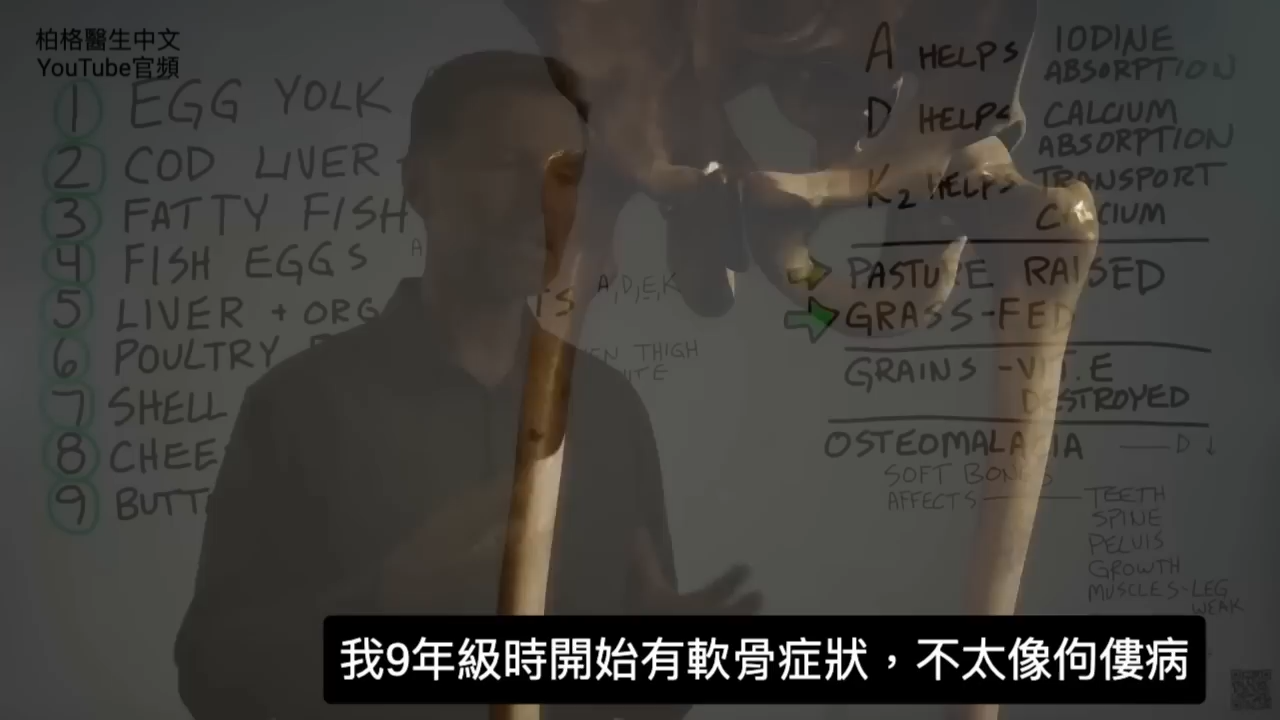 柏格醫生中文
YouTube官頻
1 EGG YOLK
2 COD LIVER
3 FATTY FISH
4 FISH EGGS
5 LIVER + ORG
6 POULTRY
7 SHELL
8 CHEE
9 BUTT
A,D,E,K
THIGH
A HELPS IODINE ABSORPTION
D HELPS CALCIUM ABSORPTION
K2 HELPS TRANSPORT CALCIUM
PASTURE RAISED
GRASS-FED
GRAINS - VIT. E
DESTROYED
OSTEOMALACIA — D ↓
SOFT BONES
AFFECTS — TEETH
SPINE
PELVIS
GROWTH
MUSCLES-LEG
WEAK
我9年級時開始有軟骨症狀，不太像佝僂病